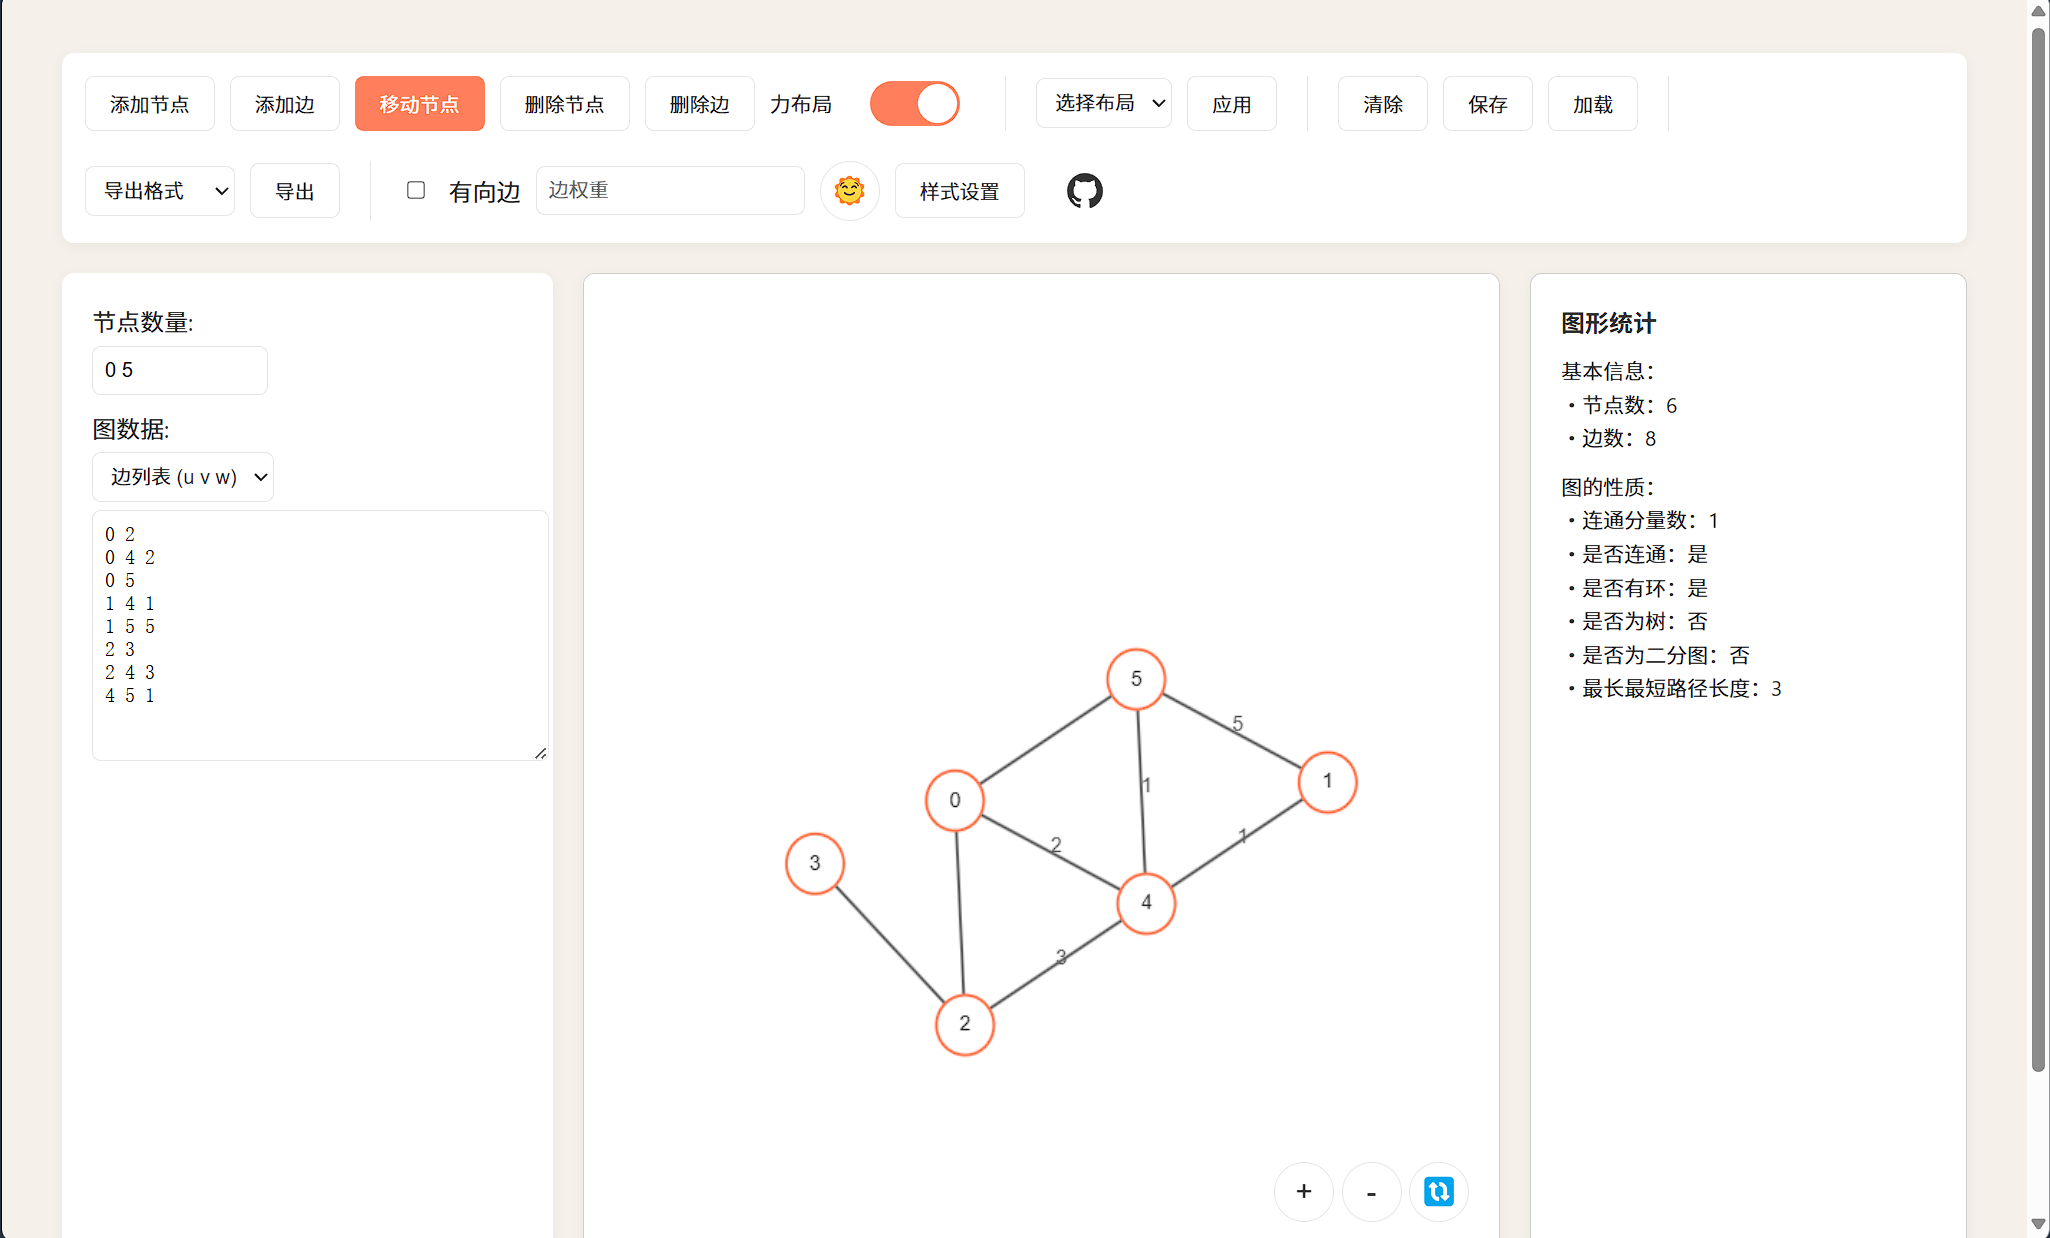 添加节点 添加边 移动节点 删除节点 删除边 力布局 选择布局 应用 清除 保存 加载
导出格式 导出 有向边 边权重 样式设置
节点数量:
0 5
图数据:
边列表 (u v w)
0 2
0 4 2
0 5
1 4 1
1 5 5
2 3
2 4 3
4 5 1
5
5
1
1
0
2
1
3
4
3
2
+ -
图形统计
基本信息：
・节点数：6
・边数：8
图的性质：
・连通分量数：1
・是否连通：是
・是否有环：是
・是否为树：否
・是否为二分图：否
・最长最短路径长度：3